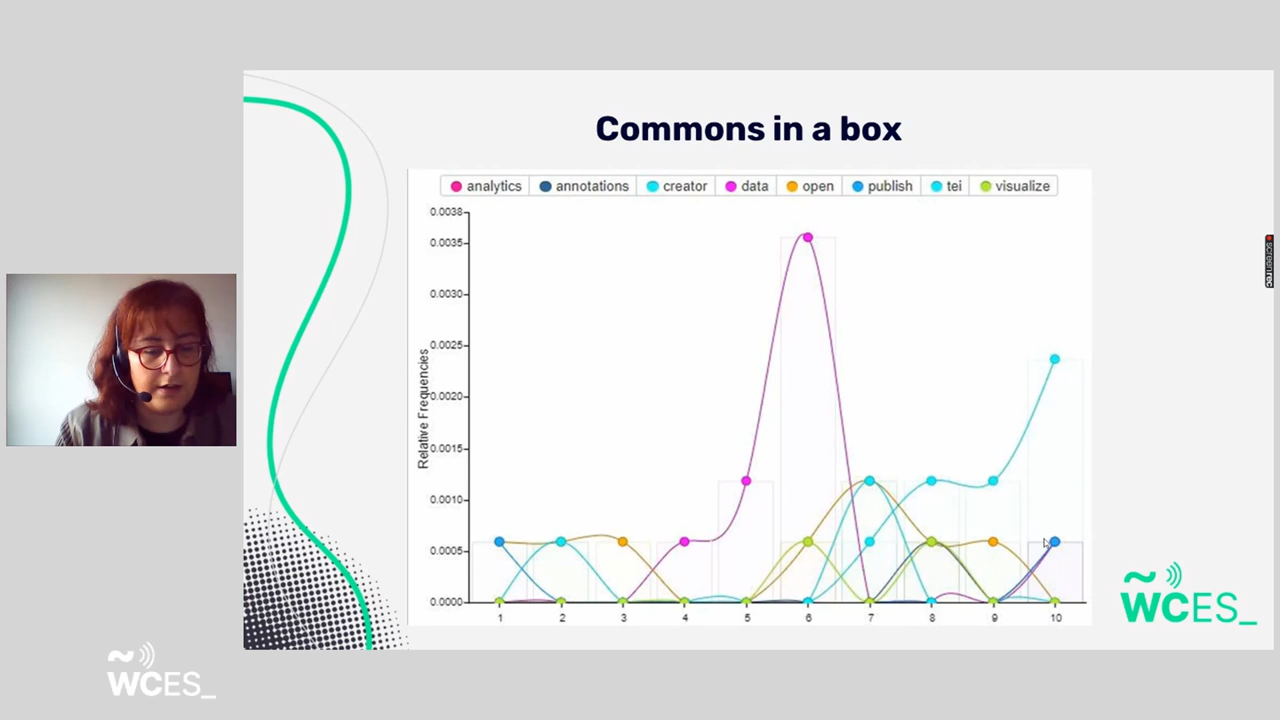 Commons in a box
analytics annotations creator data open publish tei visualize
0.0038
0.0035
0.0030
0.0025
0.0020
0.0015
0.0010
0.0005
0.0000
Relative Frequencies
1 2 3 4 5 6 7 8 9 10
screenrec
WCES_
WCES_